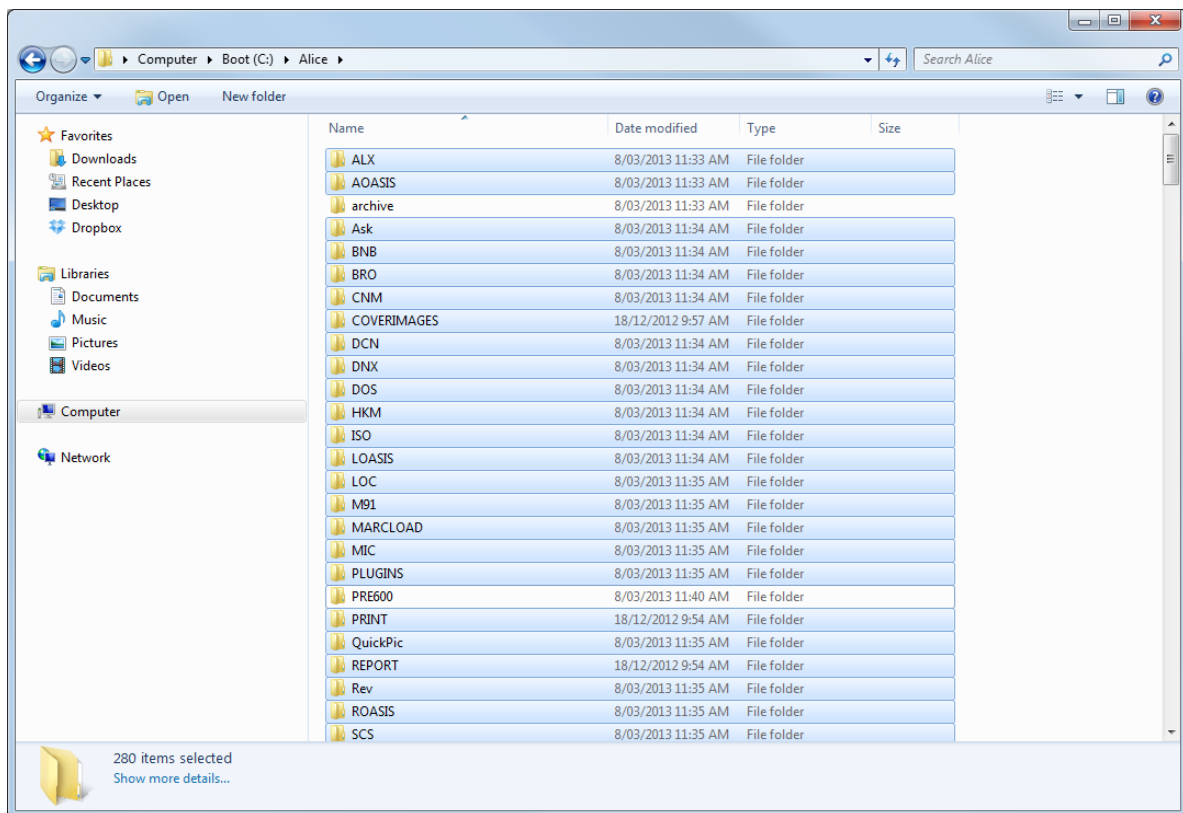 Computer Boot (C:) Alice Search Alice
Organize Open New folder
Favorites
Downloads
Recent Places
Desktop
Dropbox
Libraries
Documents
Music
Pictures
Videos
Computer
Network
Name Date modified Type Size
ALX 8/03/2013 11:33 AM File folder
AOASIS 8/03/2013 11:33 AM File folder
archive 8/03/2013 11:33 AM File folder
Ask 8/03/2013 11:34 AM File folder
BNB 8/03/2013 11:34 AM File folder
BRO 8/03/2013 11:34 AM File folder
CNM 8/03/2013 11:34 AM File folder
COVERIMAGES 18/12/2012 9:57 AM File folder
DCN 8/03/2013 11:34 AM File folder
DNX 8/03/2013 11:34 AM File folder
DOS 8/03/2013 11:34 AM File folder
HKM 8/03/2013 11:34 AM File folder
ISO 8/03/2013 11:34 AM File folder
LOASIS 8/03/2013 11:34 AM File folder
LOC 8/03/2013 11:35 AM File folder
M91 8/03/2013 11:35 AM File folder
MARCLOAD 8/03/2013 11:35 AM File folder
MIC 8/03/2013 11:35 AM File folder
PLUGINS 8/03/2013 11:35 AM File folder
PRE600 8/03/2013 11:40 AM File folder
PRINT 18/12/2012 9:54 AM File folder
QuickPic 8/03/2013 11:35 AM File folder
REPORT 18/12/2012 9:54 AM File folder
Rev 8/03/2013 11:35 AM File folder
ROASIS 8/03/2013 11:35 AM File folder
SCS 8/03/2013 11:35 AM File folder
280 items selected
Show more details...